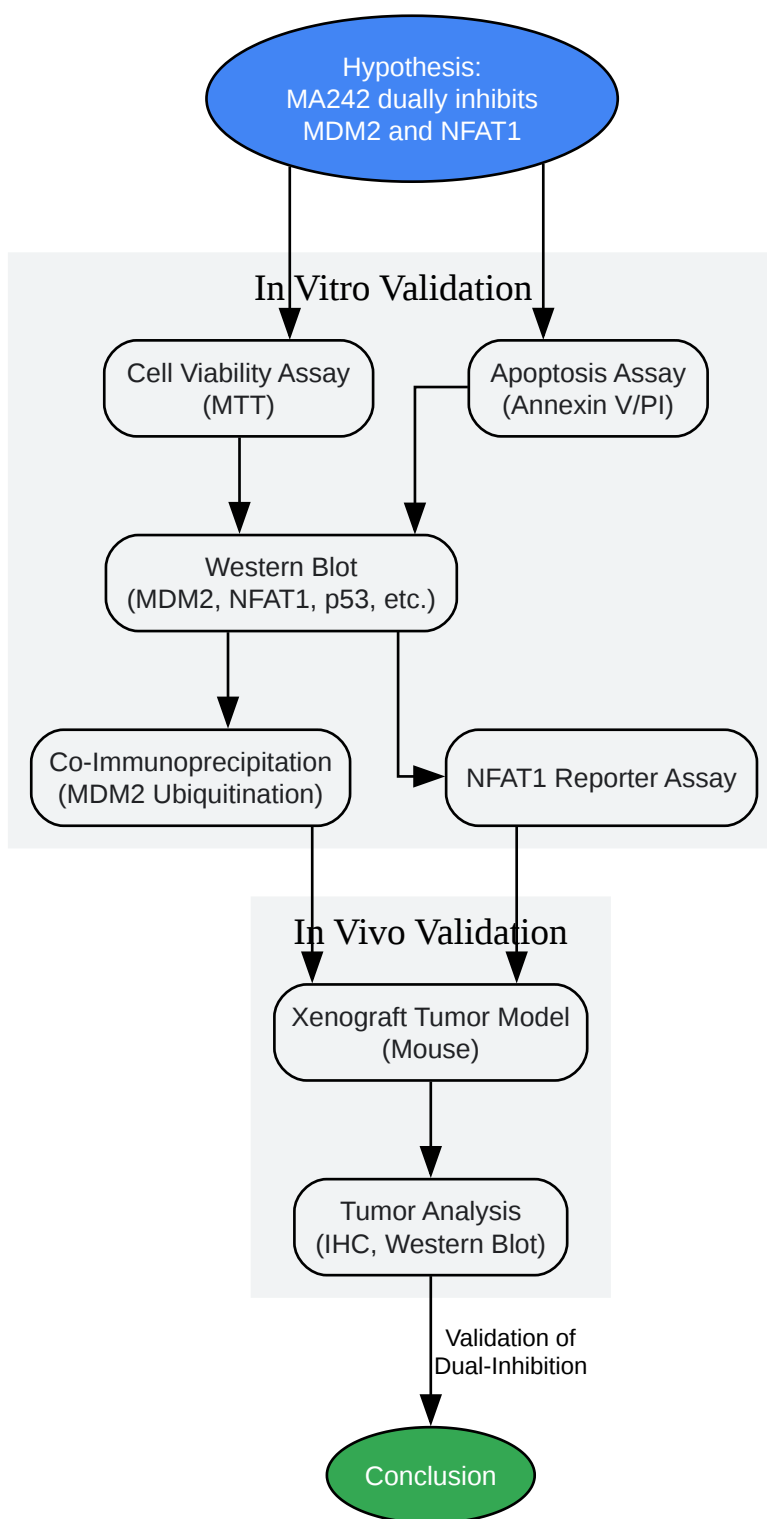 Hypothesis:
MA242 dually inhibits
MDM2 and NFAT1
In Vitro Validation
Cell Viability Assay
(MTT)
Apoptosis Assay
(Annexin V/PI)
Western Blot
(MDM2, NFAT1, p53, etc.)
Co-Immunoprecipitation
(MDM2 Ubiquitination)
NFAT1 Reporter Assay
In Vivo Validation
Xenograft Tumor Model
(Mouse)
Tumor Analysis
(IHC, Western Blot)
Validation of
Dual-Inhibition
Conclusion